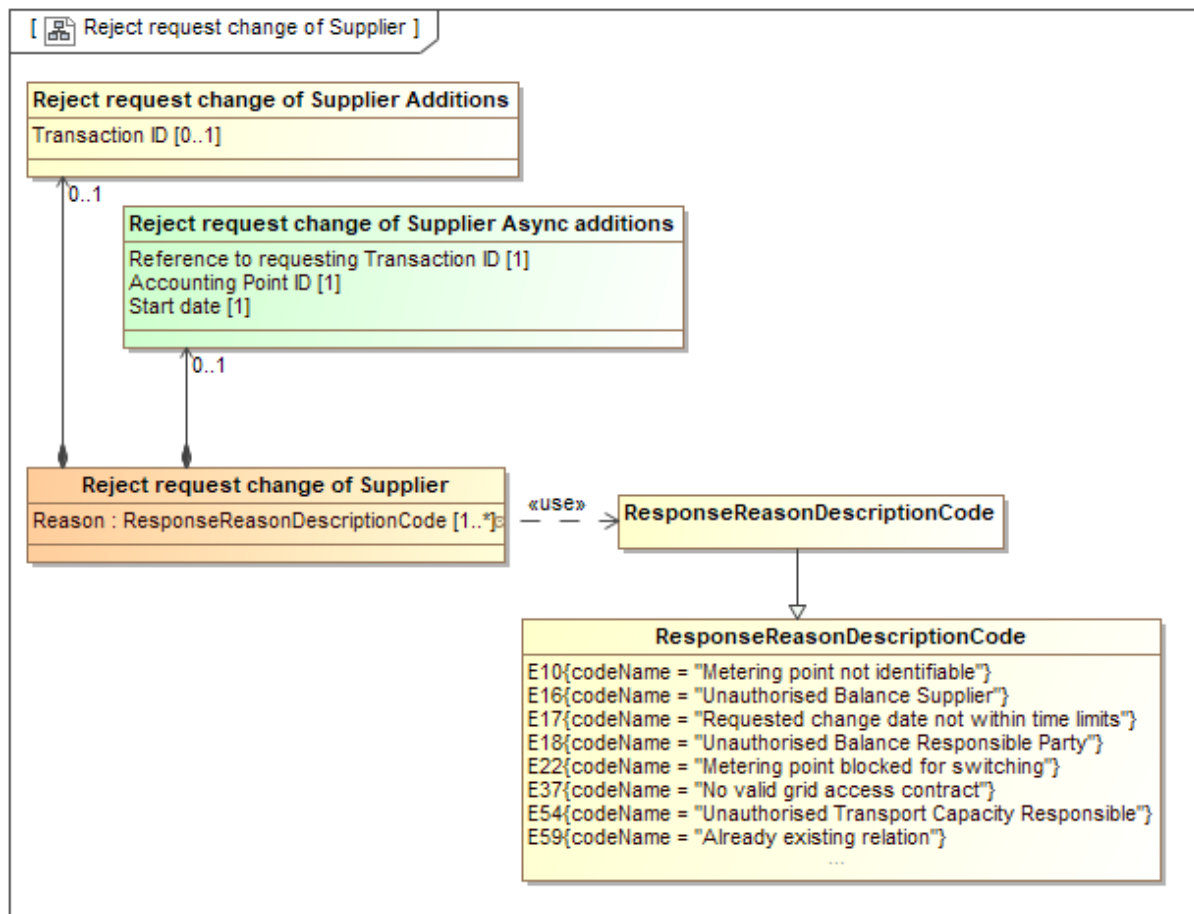 [ Reject request change of Supplier ]
Reject request change of Supplier Additions
Transaction ID [0..1]
0..1
Reject request change of Supplier Async additions
Reference to requesting Transaction ID [1]
Accounting Point ID [1]
Start date [1]
0..1
Reject request change of Supplier
Reason : ResponseReasonDescriptionCode [1..*]
«use»
ResponseReasonDescriptionCode
ResponseReasonDescriptionCode
E10{codeName = "Metering point not identifiable"}
E16{codeName = "Unauthorised Balance Supplier"}
E17{codeName = "Requested change date not within time limits"}
E18{codeName = "Unauthorised Balance Responsible Party"}
E22{codeName = "Metering point blocked for switching"}
E37{codeName = "No valid grid access contract"}
E54{codeName = "Unauthorised Transport Capacity Responsible"}
E59{codeName = "Already existing relation"}
...